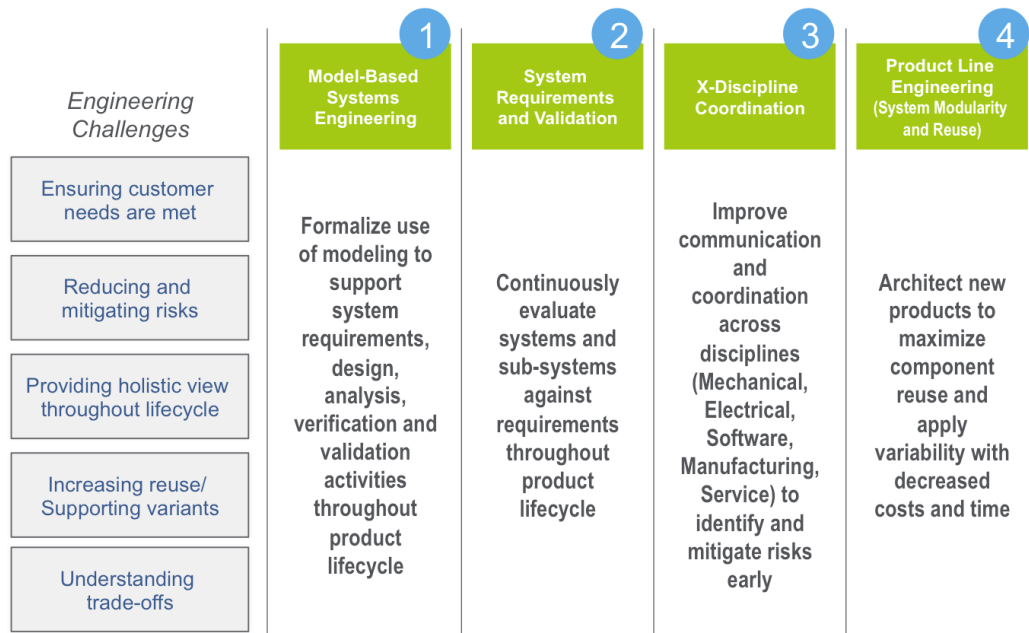 Engineering
Challenges
Ensuring customer
needs are met
Reducing and
mitigating risks
Providing holistic view
throughout lifecycle
Increasing reuse/
Supporting variants
Understanding
trade-offs
1
Model-Based
Systems
Engineering
Formalize use
of modeling to
support
system
requirements,
design,
analysis,
verification and
validation
activities
throughout
product
lifecycle
2
System
Requirements
and Validation
Continuously
evaluate
systems and
sub-systems
against
requirements
throughout
product
lifecycle
3
X-Discipline
Coordination
Improve
communication
and
coordination
across
disciplines
(Mechanical,
Electrical,
Software,
Manufacturing,
Service) to
identify and
mitigate risks
early
4
Product Line
Engineering
(System Modularity
and Reuse)
Architect new
products to
maximize
component
reuse and
apply
variability with
decreased
costs and time